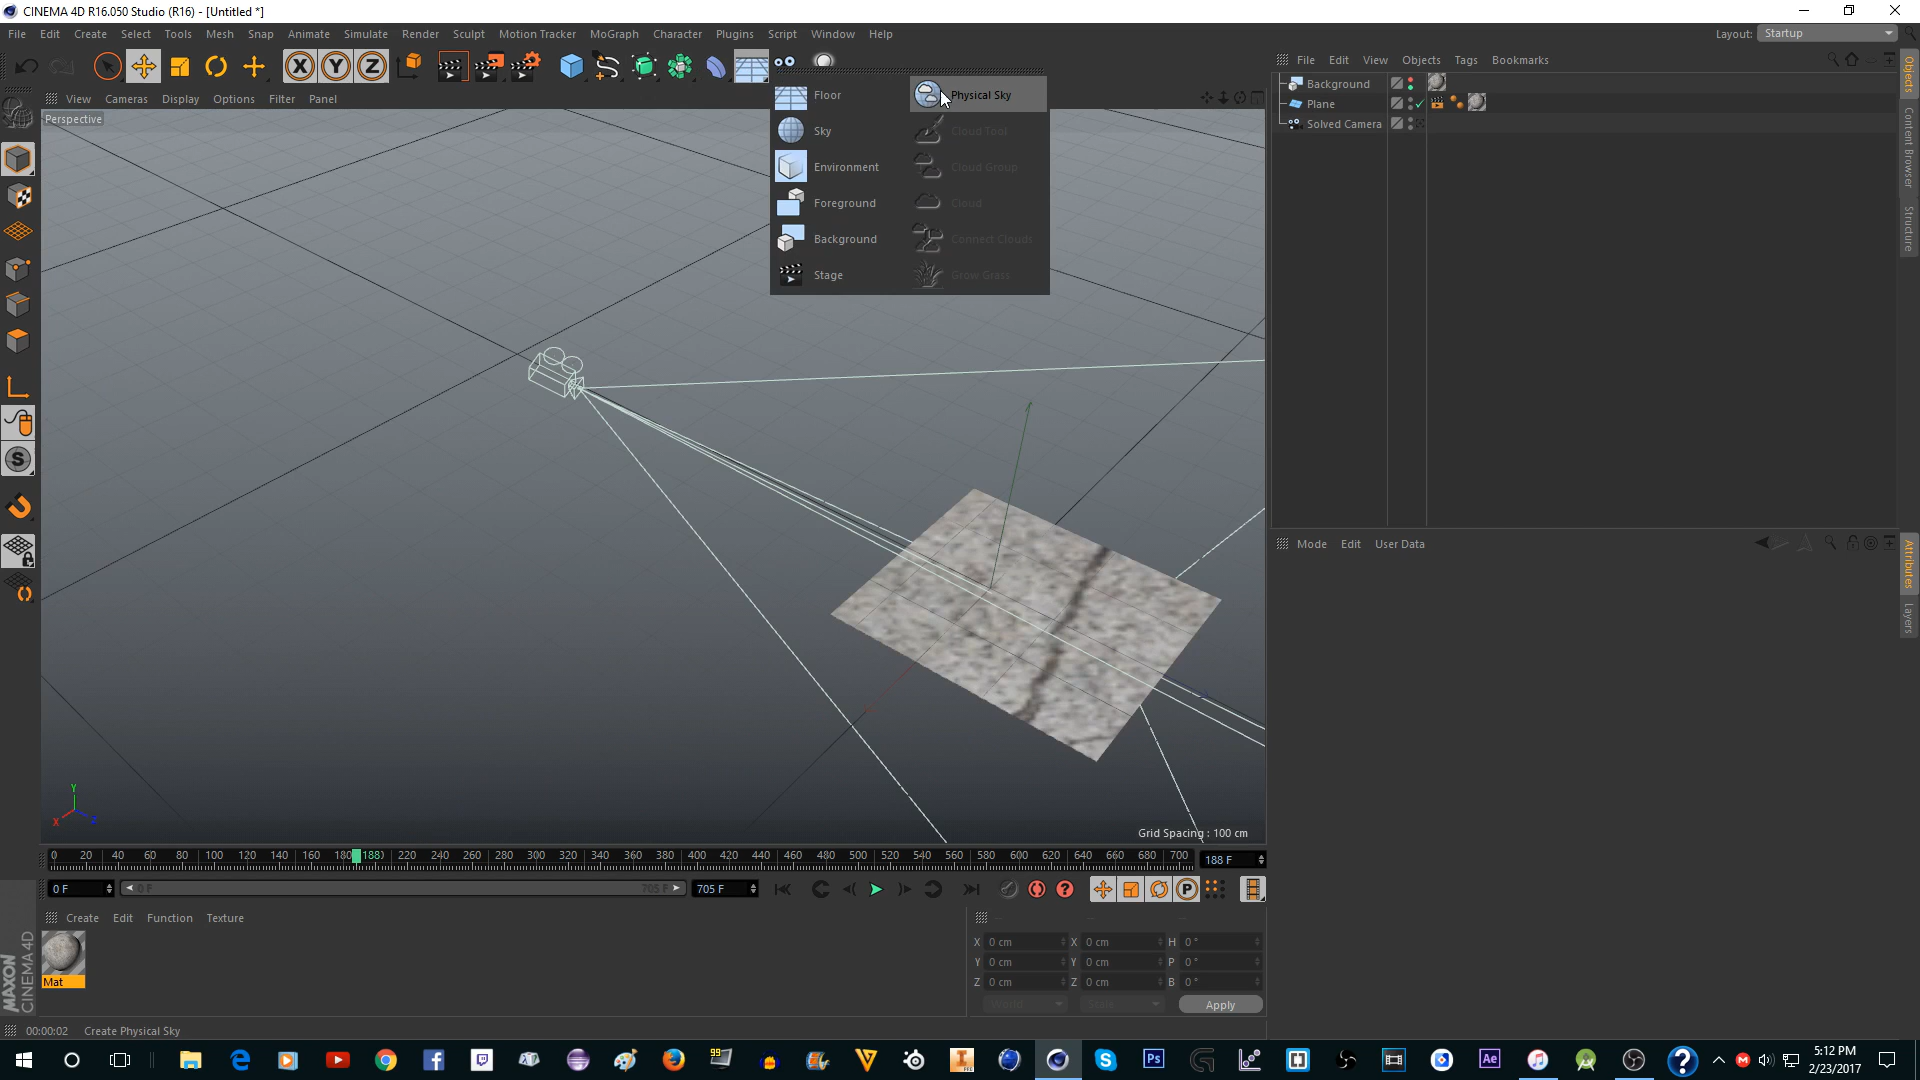 CINEMA 4D R16.050 Studio (R16) - [Untitled *]
File Edit Create Select Tools Mesh Snap Animate Simulate Render Sculpt Motion Tracker MoGraph Character Plugins Script Window Help
Layout: Startup
View Cameras Display Options Filter Panel
Perspective
Floor
Physical Sky
Sky
Cloud Tool
Environment
Cloud Group
Foreground
Cloud
Background
Connect Clouds
Stage
Grow Grass
File Edit View Objects Tags Bookmarks
Background
Plane
Solved Camera
Objects
Content Browser
Structure
Mode Edit User Data
Attributes
Layers
Y
X
Z
Grid Spacing : 100 cm
0 20 40 60 80 100 120 140 160 180 188 220 240 260 280 300 320 340 360 380 400 420 440 460 480 500 520 540 560 580 600 620 640 660 680 700
188 F
0 F
0 F
705 F
705 F
Create Edit Function Texture
Mat
X 0 cm X 0 cm H 0 °
Y 0 cm Y 0 cm P 0 °
Z 0 cm Z 0 cm B 0 °
World
Scale
Apply
MAXON
CINEMA 4D
00:00:02 Create Physical Sky
5:12 PM
2/23/2017